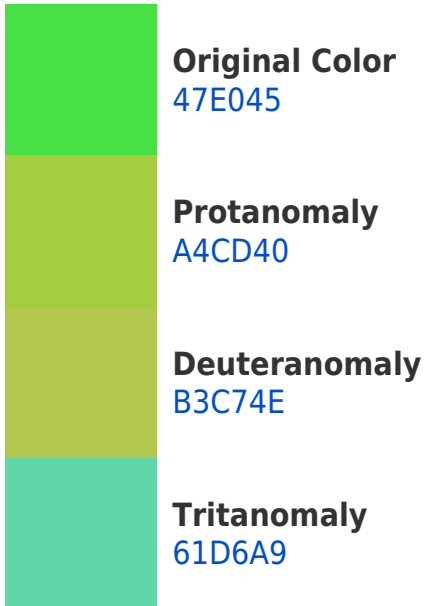 Original Color
47E045
Protanomaly
A4CD40
Deuteranomaly
B3C74E
Tritanomaly
61D6A9